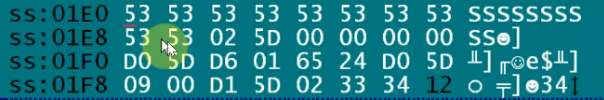 ss:01E0 53 53 53 53 53 53 53 53 SSSSSSSS
ss:01E8 53 53 02 5D 00 00 00 00 SS☻]
ss:01F0 D0 5D D6 01 65 24 D0 5D ╨]╓☺e$╨]
ss:01F8 09 00 D1 5D 02 33 34 12 ○ ╤]☻34↕